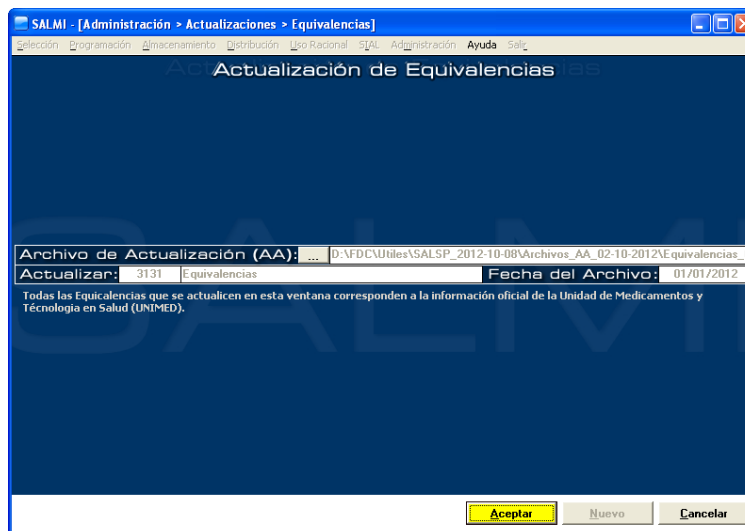 SALMI - [Administración > Actualizaciones > Equivalencias]
Selección Programación Almacenamiento Distribución Uso Racional SIAL Administración Ayuda Salir
Actualización de Equivalencias
Archivo de Actualización (AA): ... D:\FDC\Utiles\SALSP_2012-10-08\Archivos_AA_02-10-2012\Equivalencias_
Actualizar: 3131 Equivalencias Fecha del Archivo: 01/01/2012
Todas las Equicalencias que se actualicen en esta ventana corresponden a la información oficial de la Unidad de Medicamentos y
Técnologia en Salud (UNIMED).
SALMI
Aceptar Nuevo Cancelar